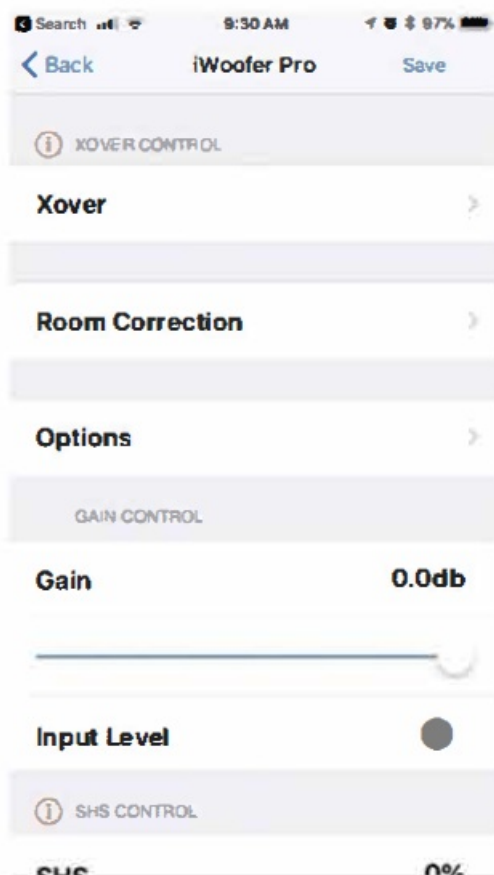 Search 9:30 AM 97%
Back iWoofer Pro Save
XOVER CONTROL
Xover
Room Correction
Options
GAIN CONTROL
Gain 0.0db
Input Level
SHS CONTROL
SHS 0%